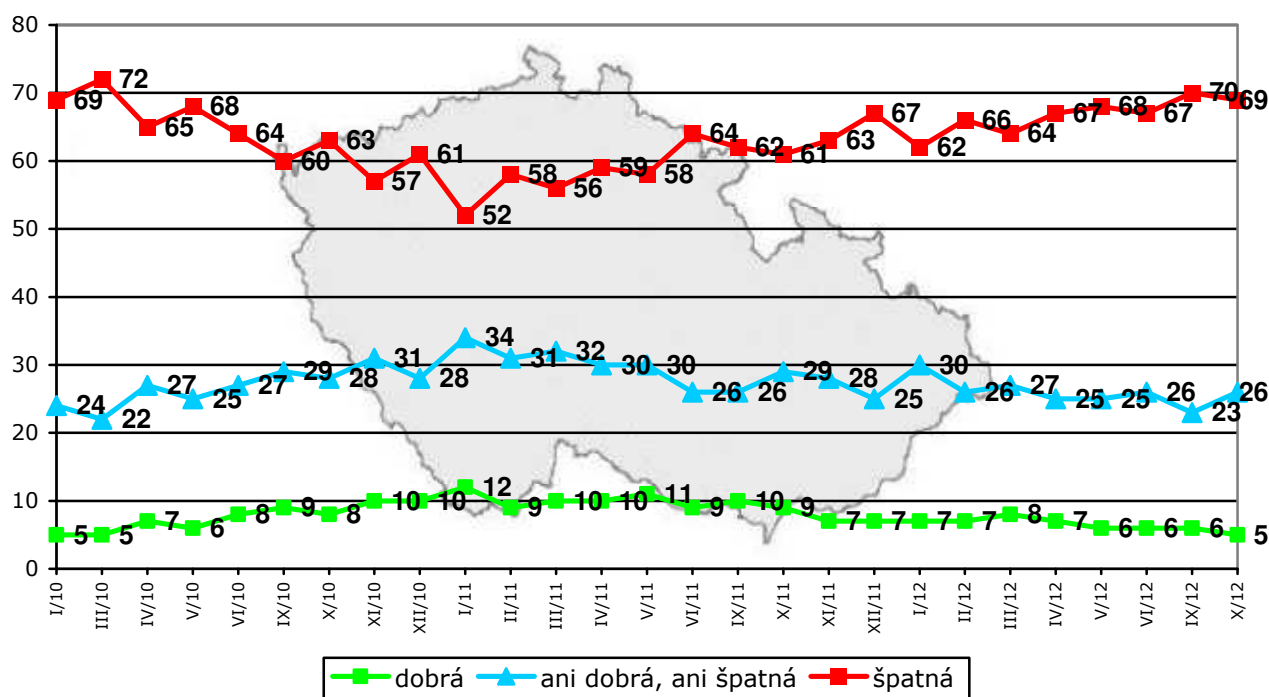 80
70
60
50
40
30
20
10
0
69 72 65 68 64 60 63 57 61 52 58 56 59 58 64 62 61 63 67 62 66 64 67 68 67 70 69
24 22 27 25 27 29 28 31 28 34 31 32 30 30 26 26 29 28 25 30 26 27 25 25 26 23 26
5 5 7 6 8 9 8 10 10 12 9 10 10 11 9 10 9 7 7 7 7 8 7 6 6 6 5
I/10 III/10 IV/10 V/10 VI/10 IX/10 X/10 XI/10 XII/10 I/11 II/11 III/11 IV/11 V/11 VI/11 IX/11 X/11 XI/11 XII/11 I/12 II/12 III/12 IV/12 V/12 VI/12 IX/12 X/12
dobrá ani dobrá, ani špatná špatná